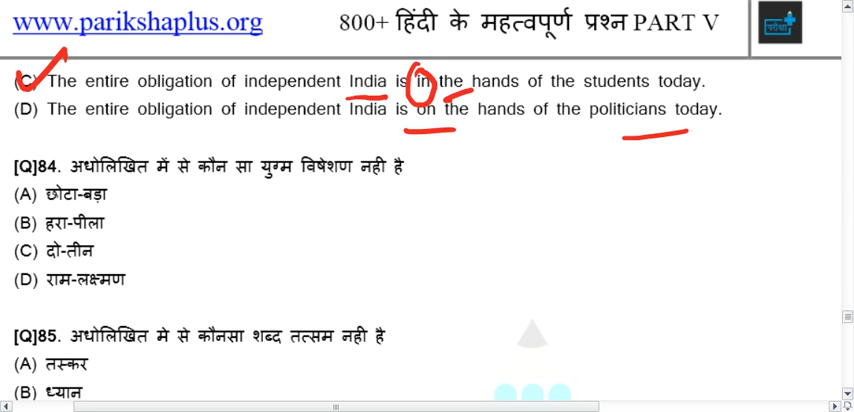 www.parikshaplus.org 800+ हिंदी के महत्वपूर्ण प्रश्न PART V
परीक्षा
(C) The entire obligation of independent India is in the hands of the students today.
(D) The entire obligation of independent India is on the hands of the politicians today.
[Q]84. अधोलिखित में से कौन सा युग्म विषेशण नही है
(A) छोटा-बड़ा
(B) हरा-पीला
(C) दो-तीन
(D) राम-लक्ष्मण
[Q]85. अधोलिखित मे से कौनसा शब्द तत्सम नही है
(A) तस्कर
(B) ध्यान